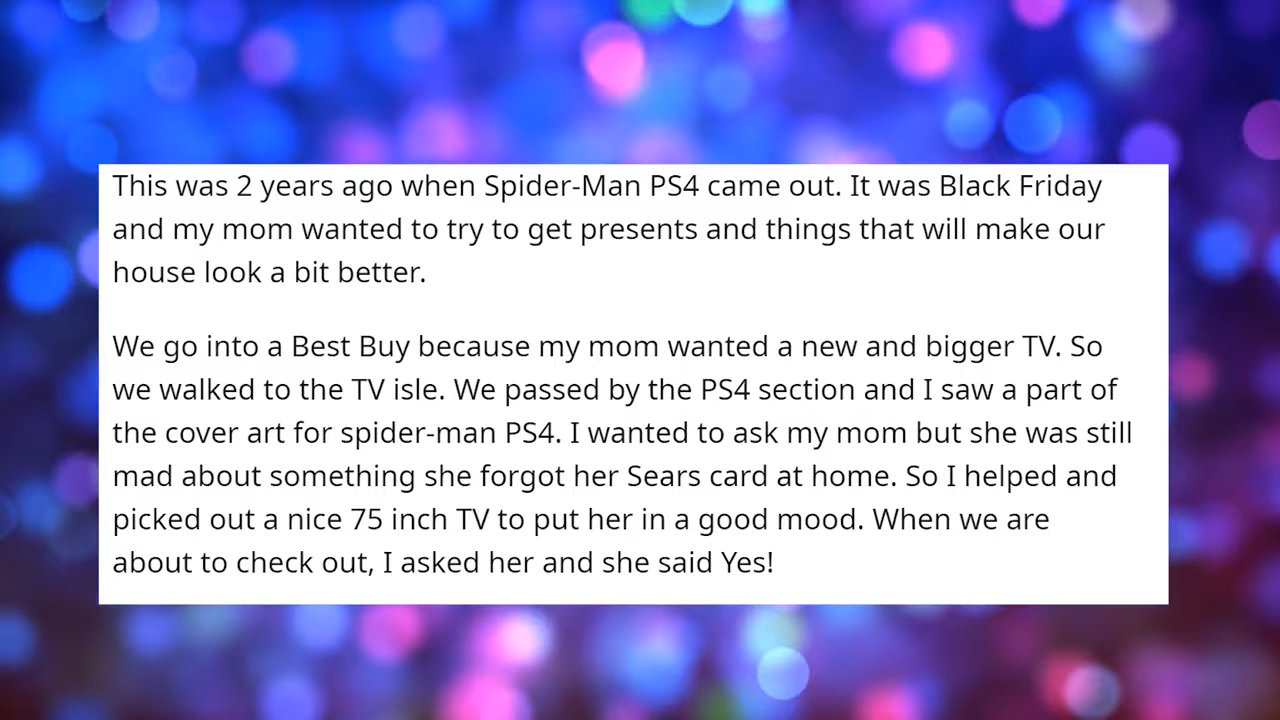 This was 2 years ago when Spider-Man PS4 came out. It was Black Friday
and my mom wanted to try to get presents and things that will make our
house look a bit better.
We go into a Best Buy because my mom wanted a new and bigger TV. So
we walked to the TV isle. We passed by the PS4 section and I saw a part of
the cover art for spider-man PS4. I wanted to ask my mom but she was still
mad about something she forgot her Sears card at home. So I helped and
picked out a nice 75 inch TV to put her in a good mood. When we are
about to check out, I asked her and she said Yes!